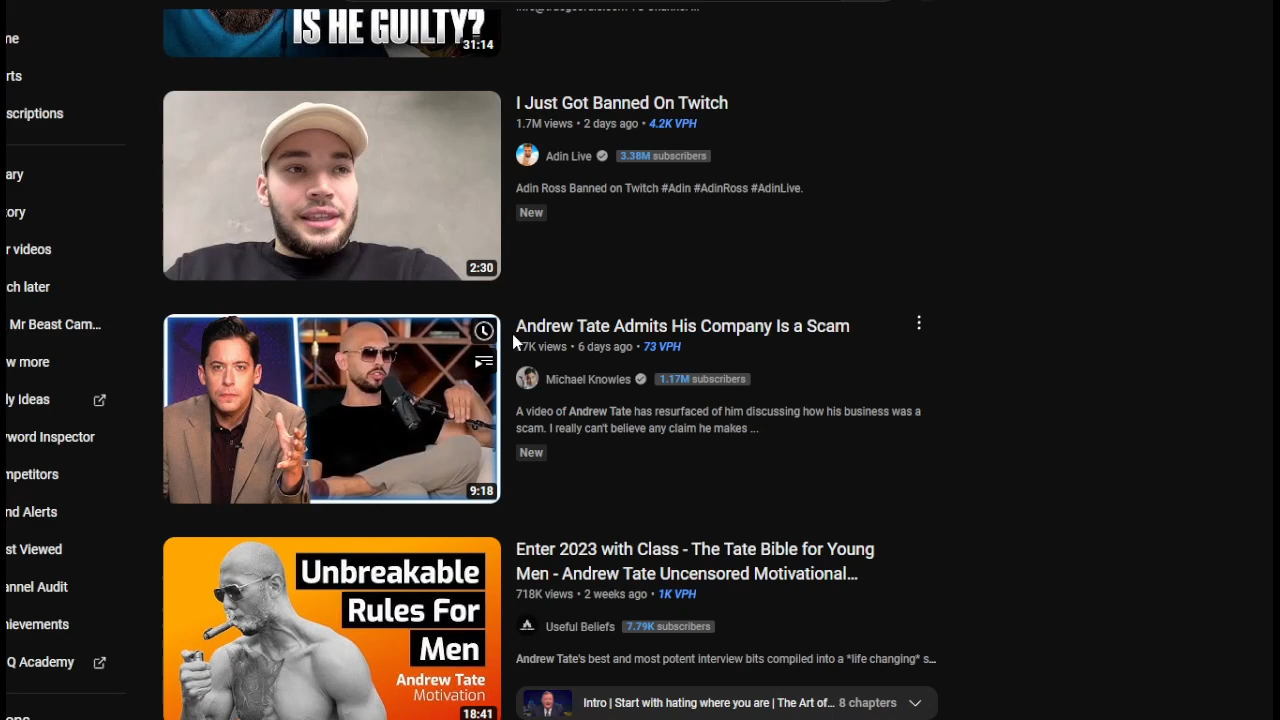 IS HE GUILTY?
31:14
me
rts
scriptions
ary
ory
r videos
ch later
Mr Beast Cam...
w more
ly Ideas
word Inspector
mpetitors
nd Alerts
st Viewed
annel Audit
hievements
Q Academy
I Just Got Banned On Twitch
1.7M views • 2 days ago • 4.2K VPH
Adin Live
3.38M subscribers
Adin Ross Banned on Twitch #Adin #AdinRoss #AdinLive.
New
2:30
Andrew Tate Admits His Company Is a Scam
7K views • 6 days ago • 73 VPH
Michael Knowles
1.17M subscribers
A video of Andrew Tate has resurfaced of him discussing how his business was a
scam. I really can't believe any claim he makes ...
New
9:18
Unbreakable
Rules For
Men
Andrew Tate
Motivation
18:41
Enter 2023 with Class - The Tate Bible for Young
Men - Andrew Tate Uncensored Motivational...
718K views • 2 weeks ago • 1K VPH
Useful Beliefs
7.79K subscribers
Andrew Tate's best and most potent interview bits compiled into a *life changing* s...
Intro | Start with hating where you are | The Art of... 8 chapters